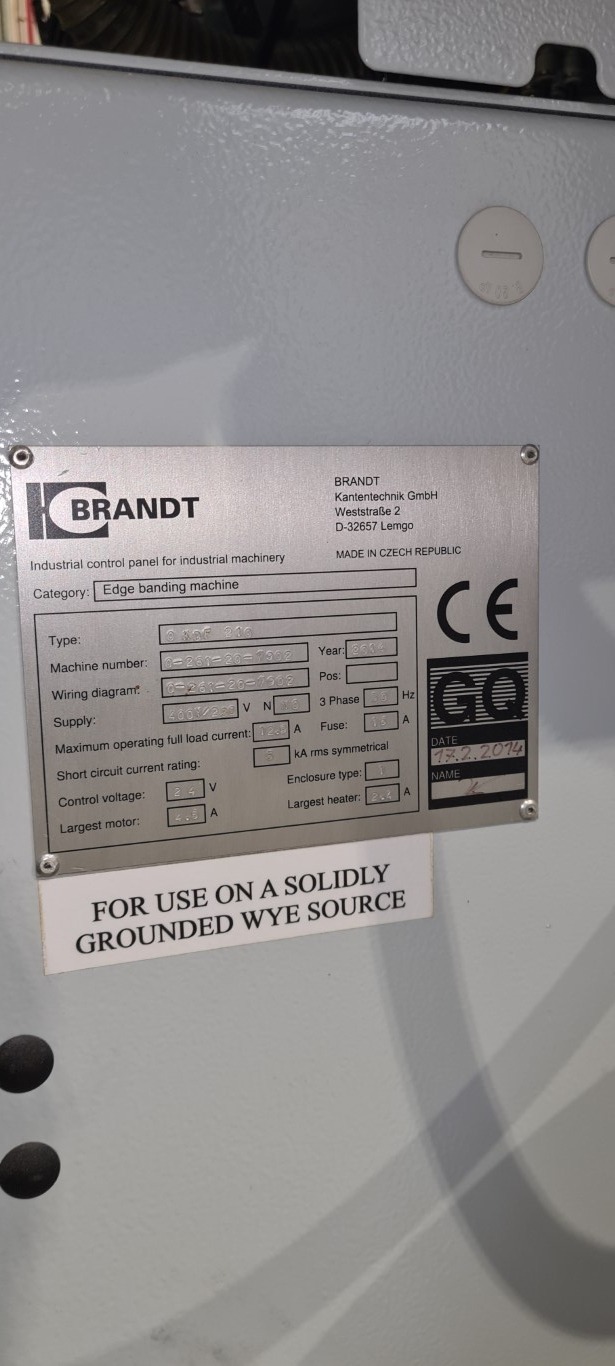 BRANDT
BRANDT
Kantentechnik GmbH
Weststraße 2
D-32657 Lemgo
Industrial control panel for industrial machinery
MADE IN CZECH REPUBLIC
Category: Edge banding machine
CE
Type:
Machine number: Year:
Wiring diagram: Pos:
Supply: V N 3 Phase Hz
Maximum operating full load current: A Fuse: A
Short circuit current rating: 5 kA rms symmetrical
Control voltage: 24 V Enclosure type: 1
Largest motor: A Largest heater: A
GQ
DATE
17.2.2014
NAME
FOR USE ON A SOLIDLY
GROUNDED WYE SOURCE